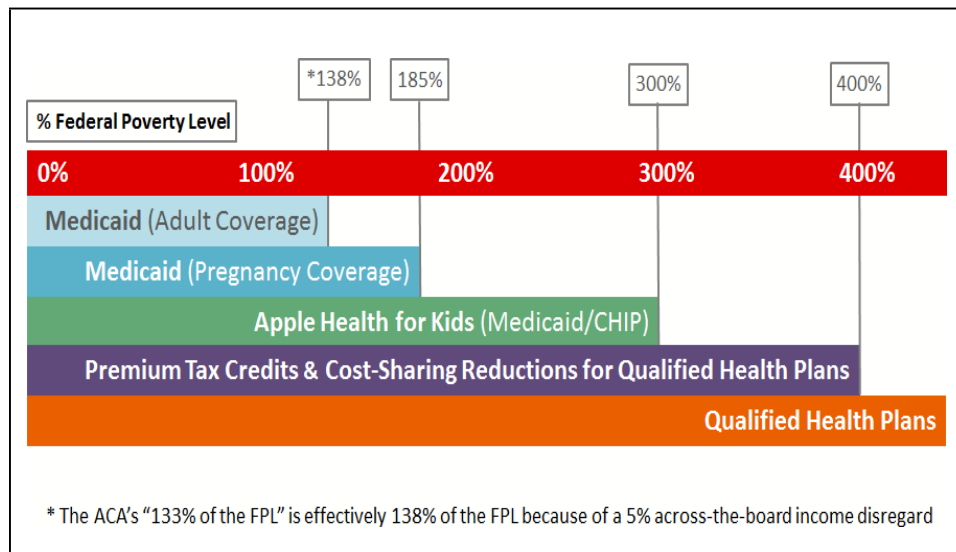 *138% 185% 300% 400%
% Federal Poverty Level
0% 100% 200% 300% 400%
Medicaid (Adult Coverage)
Medicaid (Pregnancy Coverage)
Apple Health for Kids (Medicaid/CHIP)
Premium Tax Credits & Cost-Sharing Reductions for Qualified Health Plans
Qualified Health Plans
* The ACA's “133% of the FPL” is effectively 138% of the FPL because of a 5% across-the-board income disregard